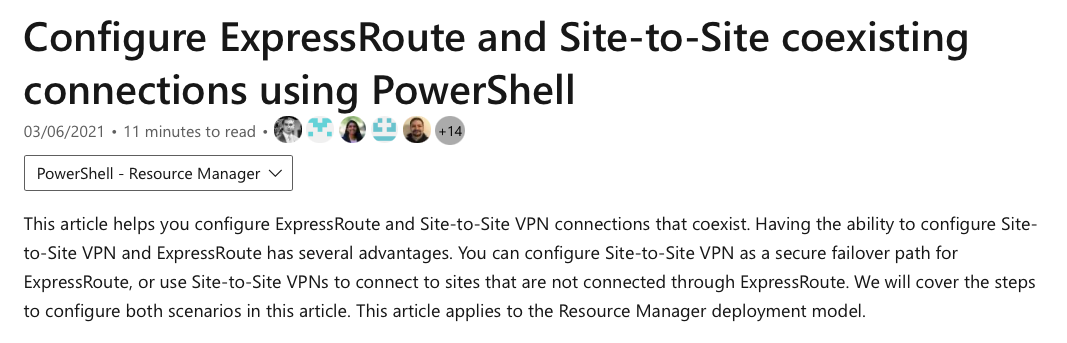 Configure ExpressRoute and Site-to-Site coexisting
connections using PowerShell
03/06/2021 • 11 minutes to read • +14
PowerShell - Resource Manager
This article helps you configure ExpressRoute and Site-to-Site VPN connections that coexist. Having the ability to configure Site-
to-Site VPN and ExpressRoute has several advantages. You can configure Site-to-Site VPN as a secure failover path for
ExpressRoute, or use Site-to-Site VPNs to connect to sites that are not connected through ExpressRoute. We will cover the steps
to configure both scenarios in this article. This article applies to the Resource Manager deployment model.